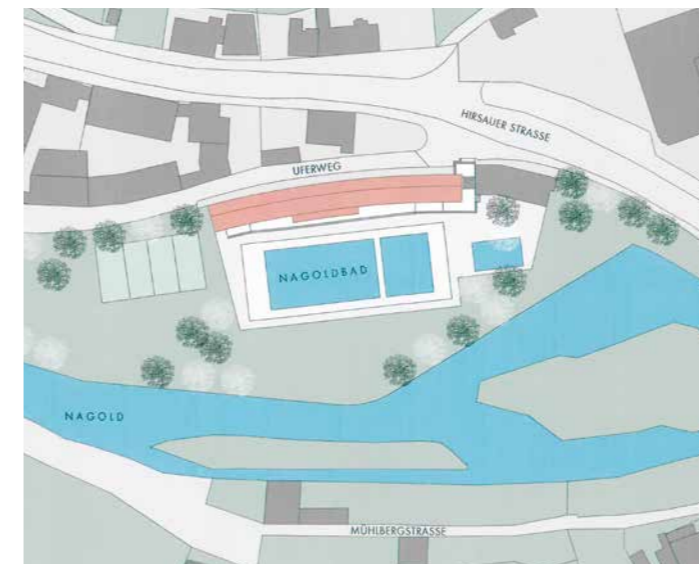 HIRSAUER STRASSE
UFERWEG
NAGOLDBAD
NAGOLD
MÜHLBERGSTRASSE